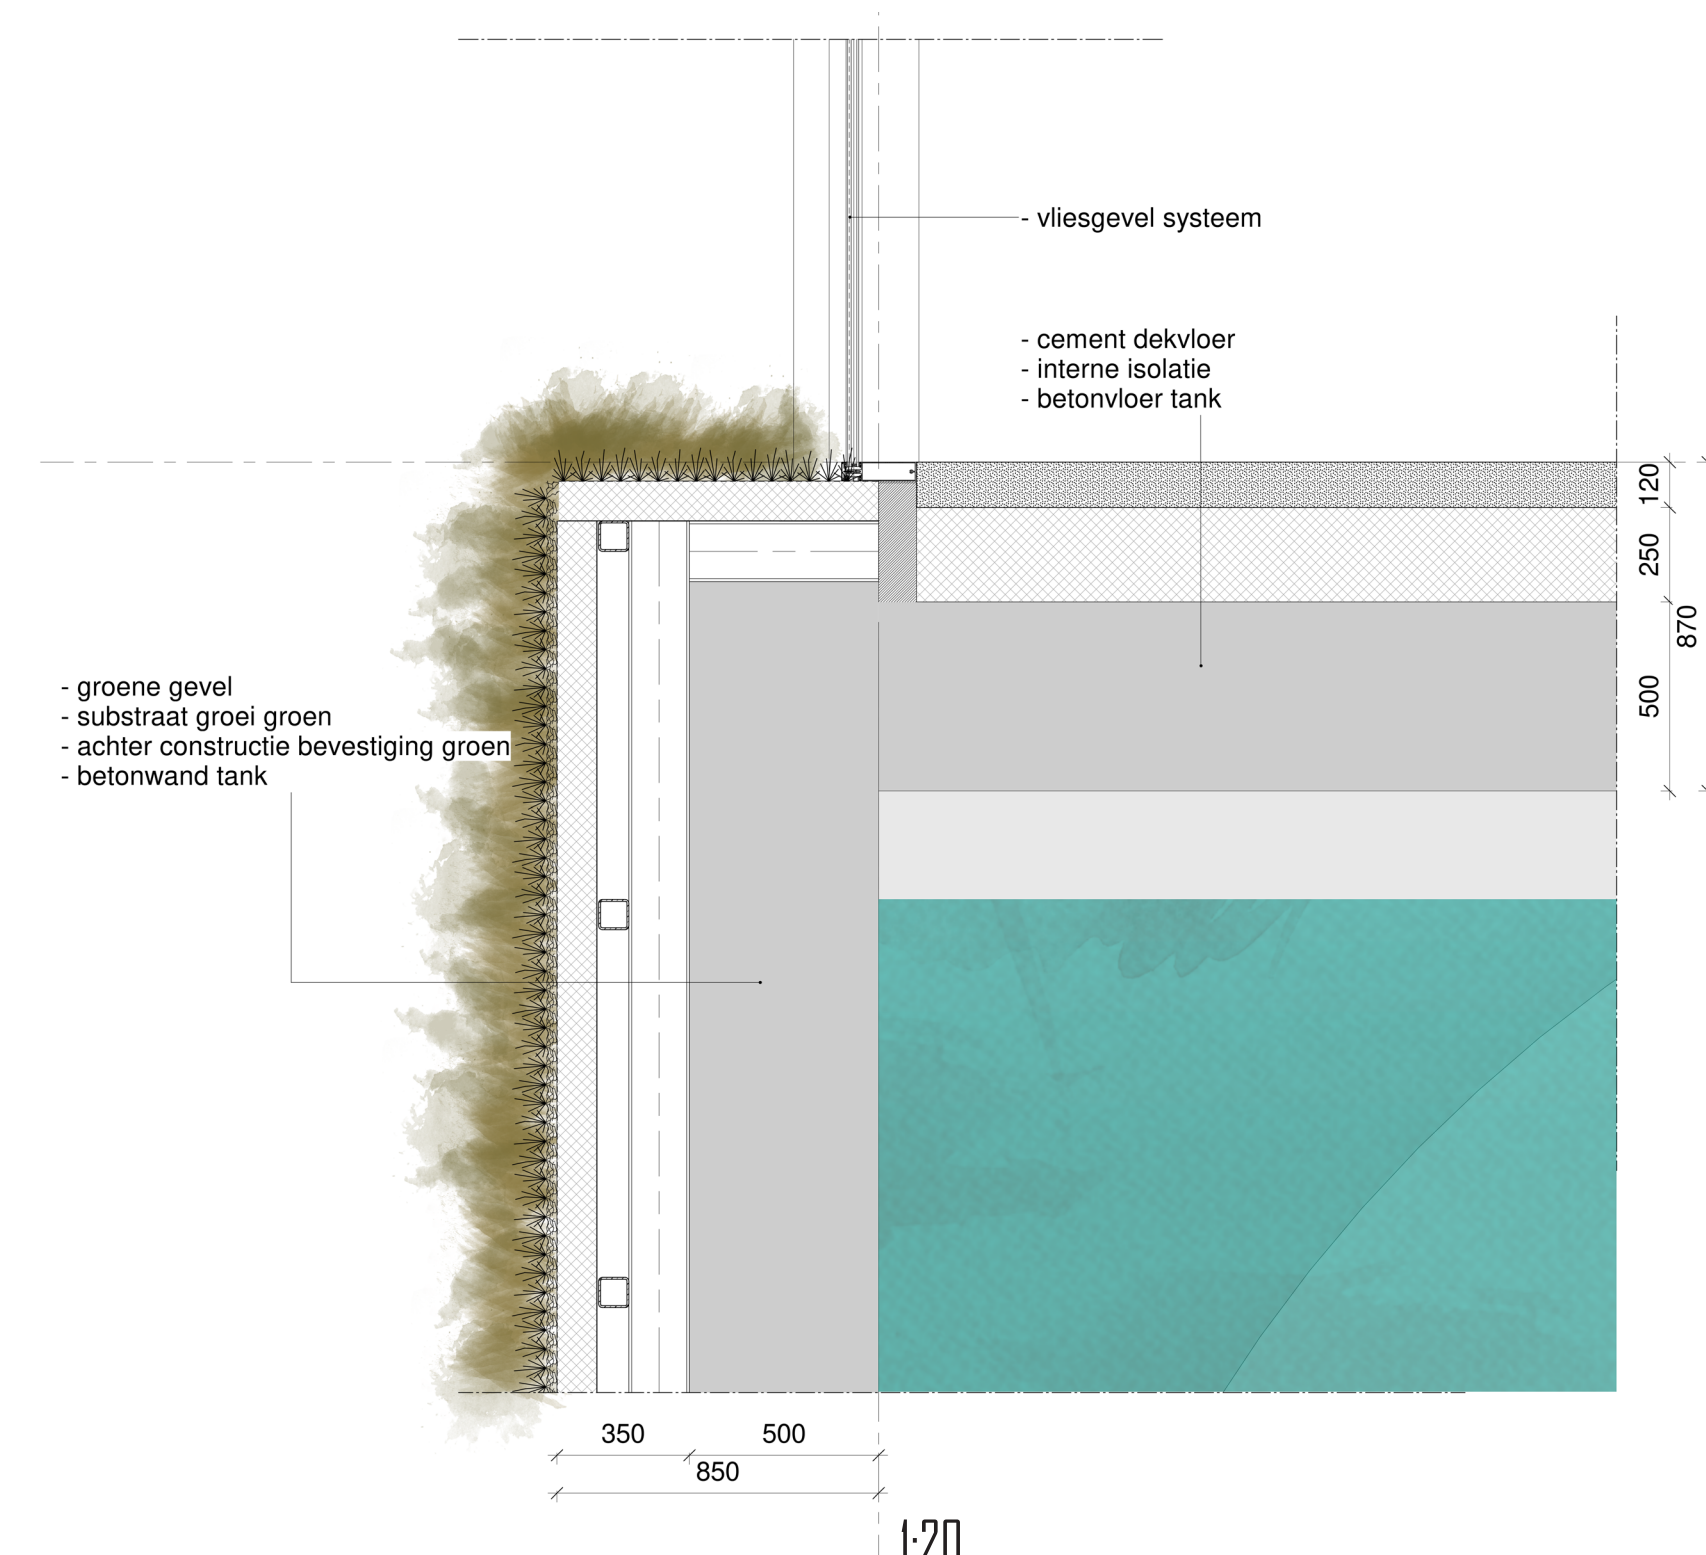 - vliesgevel systeem
- cement dekvloer
- interne isolatie
- betonvloer tank
120
250
870
500
- groene gevel
- substraat groei groen
- achter constructie bevestiging groen
- betonwand tank
350
500
850
1:20